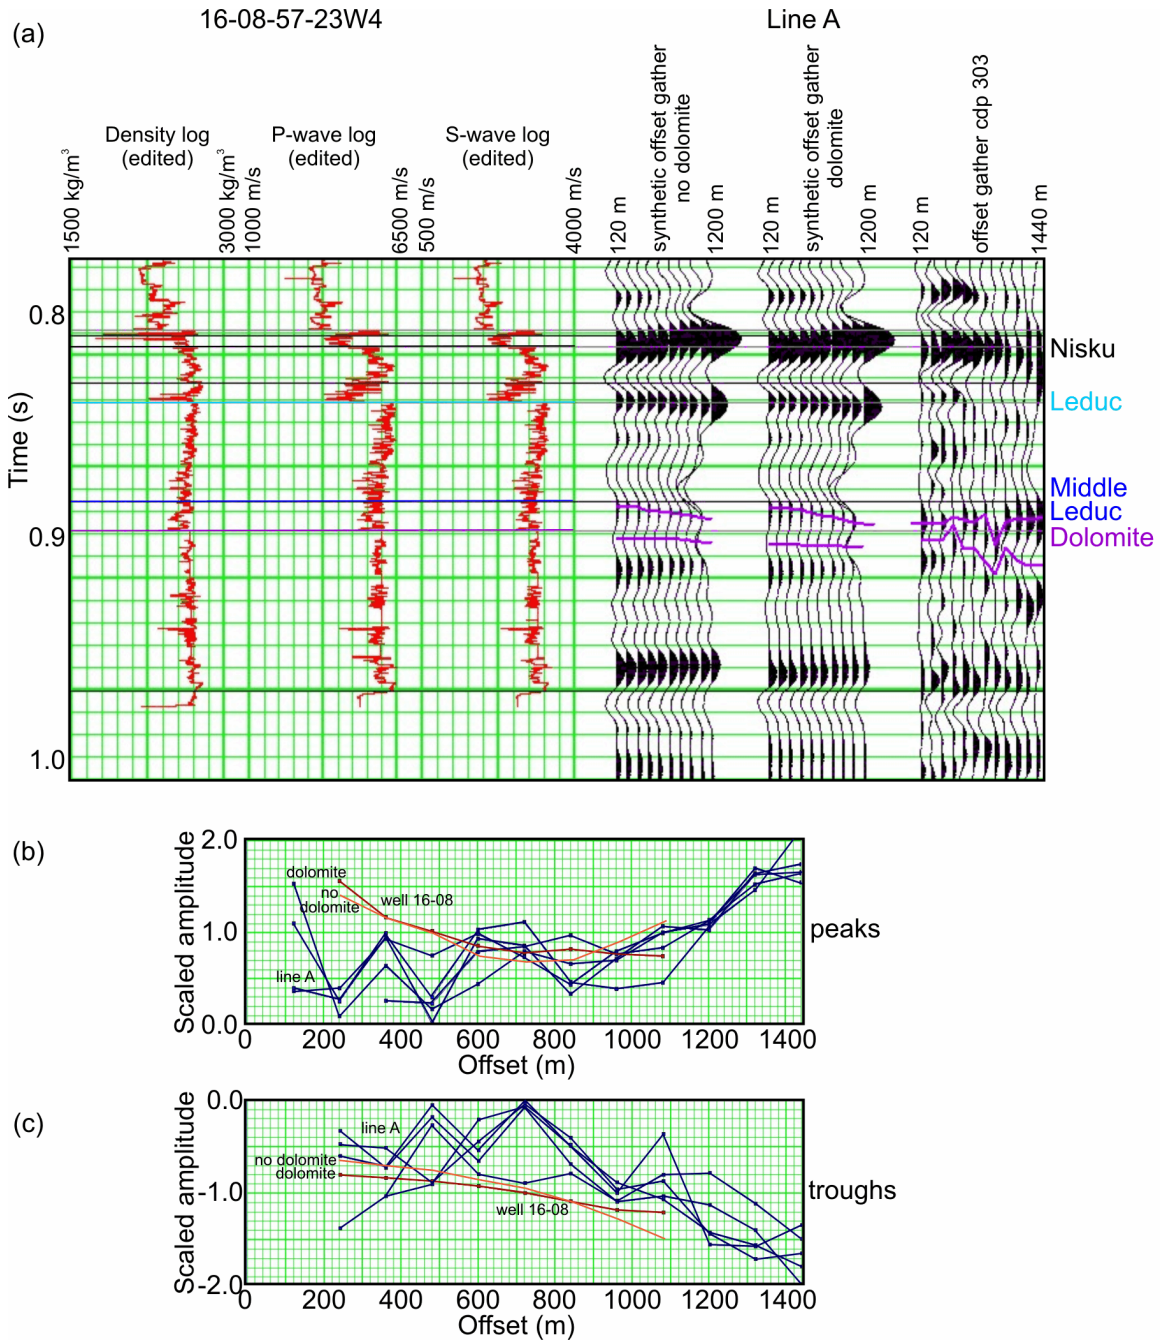 (a)
16-08-57-23W4
Line A
Density log
(edited)
P-wave log
(edited)
S-wave log
(edited)
synthetic offset gather
no dolomite
synthetic offset gather
dolomite
offset gather cdp 303
1500 kg/m³
3000 kg/m³
1000 m/s
6500 m/s
500 m/s
4000 m/s
120 m
1200 m
120 m
1200 m
120 m
1440 m
Time (s)
0.8
0.9
1.0
Nisku
Leduc
Middle
Leduc
Dolomite
(b)
Scaled amplitude
2.0
1.0
0.0
dolomite
no
dolomite
well 16-08
line A
peaks
0
200
400
600
800
1000
1200
1400
Offset (m)
(c)
Scaled amplitude
0.0
-1.0
-2.0
line A
no dolomite
dolomite
well 16-08
troughs
0
200
400
600
800
1000
1200
1400
Offset (m)